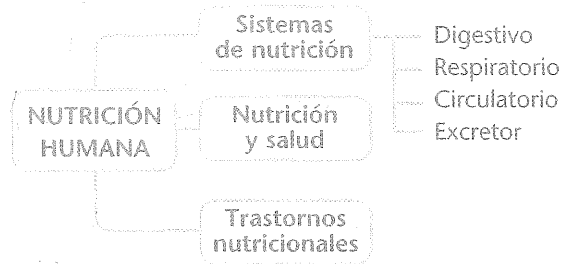 NUTRICIÓN
HUMANA
Sistemas
de nutrición
Digestivo
Respiratorio
Circulatorio
Excretor
Nutrición
y salud
Trastornos
nutricionales